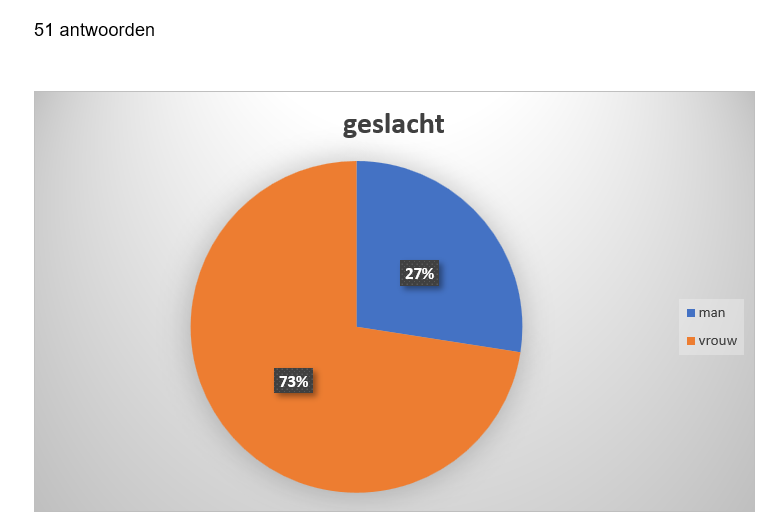 51 antwoorden
geslacht
27%
73%
man
vrouw